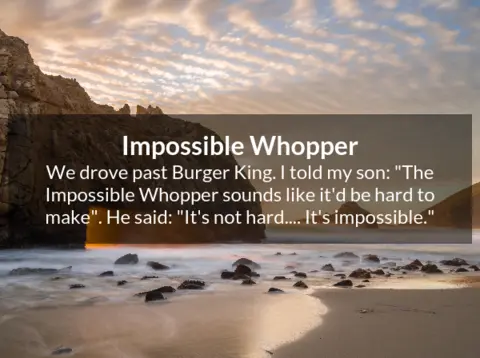 Impossible Whopper
We drove past Burger King. I told my son: "The
Impossible Whopper sounds like it'd be hard to
make". He said: "It's not hard.... It's impossible."